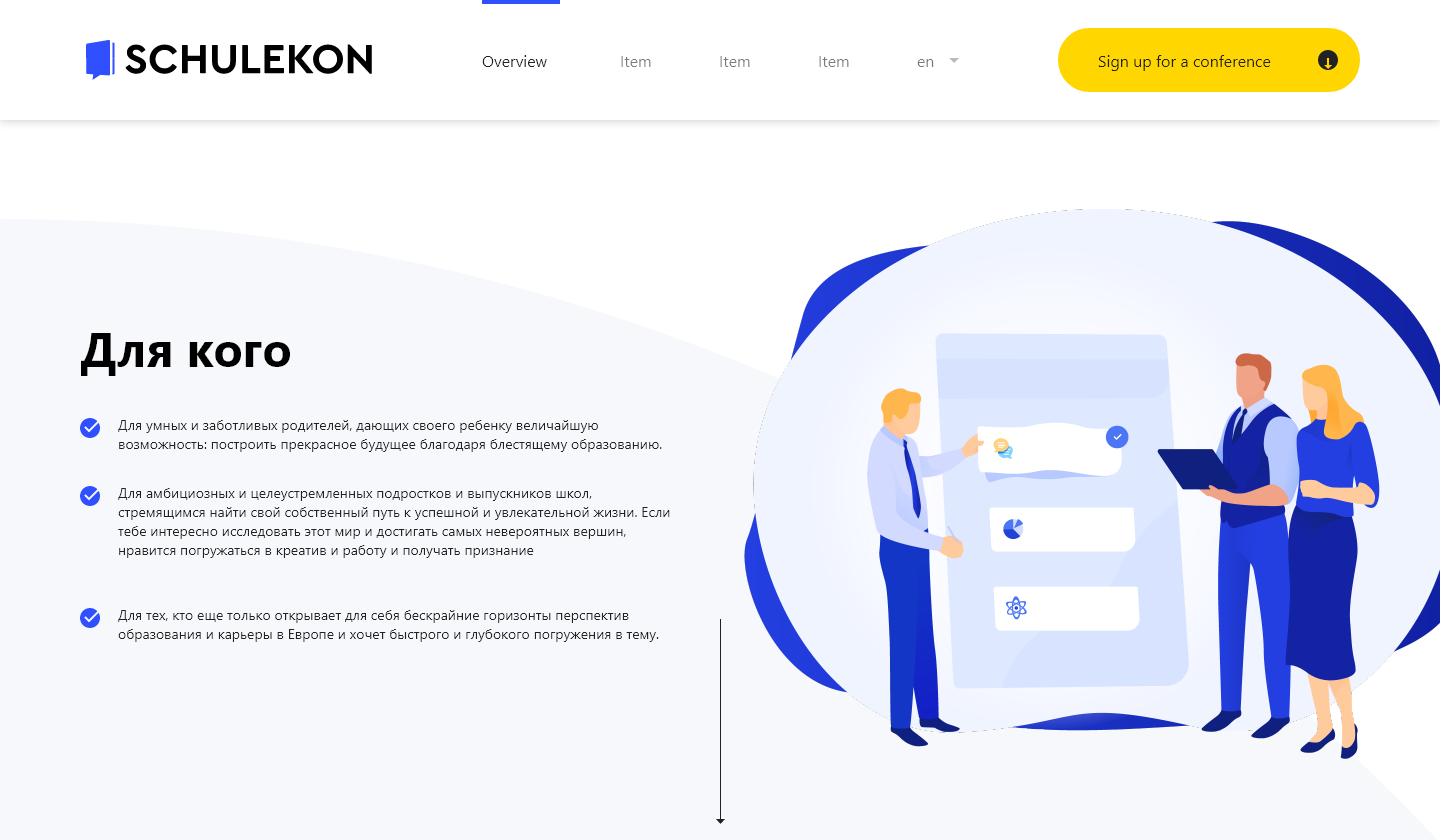 SCHULEKON
Overview
Item
Item
Item
en
Sign up for a conference
Для кого
Для умных и заботливых родителей, дающих своего ребенку величайшую
возможность: построить прекрасное будущее благодаря блестящему образованию.
Для амбициозных и целеустремленных подростков и выпускников школ,
стремящимся найти свой собственный путь к успешной и увлекательной жизни. Если
тебе интересно исследовать этот мир и достигать самых невероятных вершин,
нравится погружаться в креатив и работу и получать признание
Для тех, кто еще только открывает для себя бескрайние горизонты перспектив
образования и карьеры в Европе и хочет быстрого и глубокого погружения в тему.